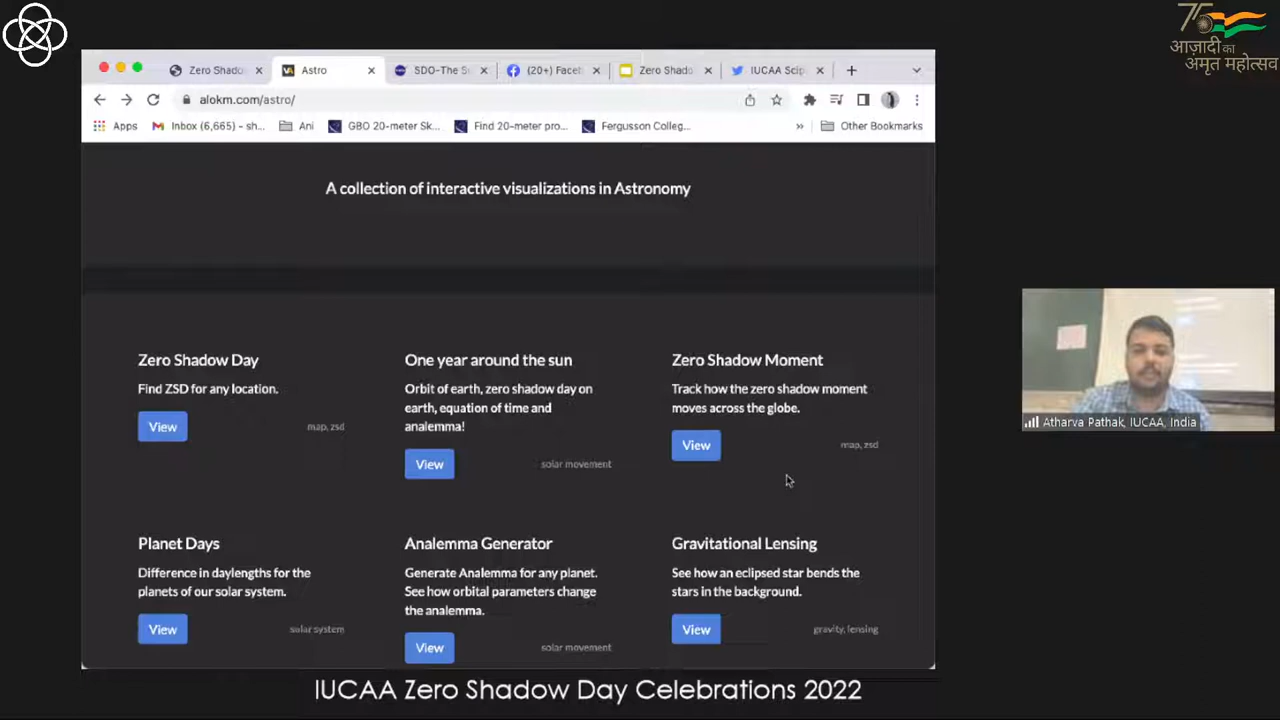 75
आज़ादी का
अमृत महोत्सव
Zero Shado
Astro
SDO-The S
(20+) Face
Zero Shado
IUCAA Scip
alokm.com/astro/
Apps
Inbox (6,665) - sh...
Ani
GBO 20-meter Sk...
Find 20-meter pro...
Fergusson Colleg...
»
Other Bookmarks
A collection of interactive visualizations in Astronomy
Zero Shadow Day
Find ZSD for any location.
View
map, zsd
One year around the sun
Orbit of earth, zero shadow day on
earth, equation of time and
analemma!
View
solar movement
Zero Shadow Moment
Track how the zero shadow moment
moves across the globe.
View
map, zsd
Planet Days
Difference in daylengths for the
planets of our solar system.
View
solar system
Analemma Generator
Generate Analemma for any planet.
See how orbital parameters change
the analemma.
View
solar movement
Gravitational Lensing
See how an eclipsed star bends the
stars in the background.
View
gravity, lensing
Atharva Pathak, IUCAA, India
IUCAA Zero Shadow Day Celebrations 2022